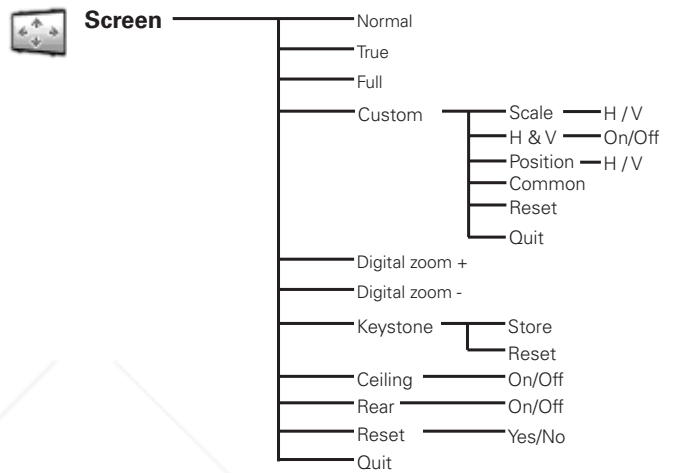 Screen Normal
True
Full
Custom Scale H / V
H & V On/Off
Position H / V
Common
Reset
Quit
Digital zoom +
Digital zoom -
Keystone Store
Reset
Ceiling On/Off
Rear On/Off
Reset Yes/No
Quit